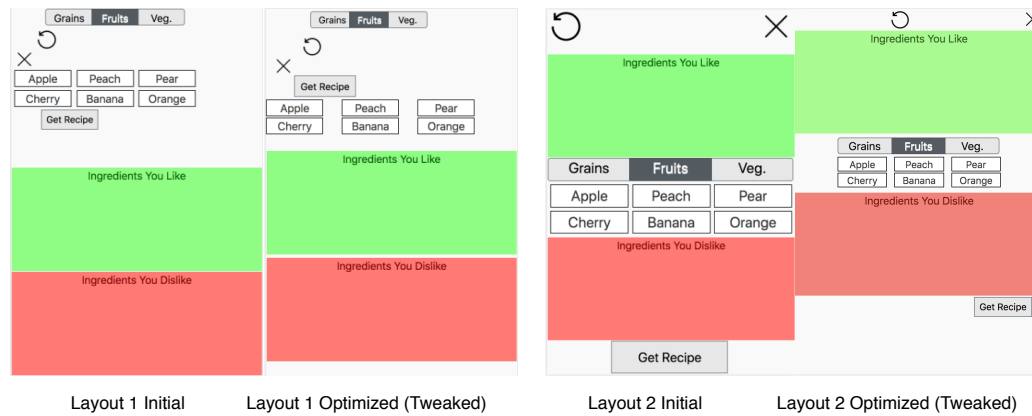 Grains Fruits Veg.
Apple Peach Pear
Cherry Banana Orange
Get Recipe
Ingredients You Like
Ingredients You Dislike
Layout 1 Initial
Grains Fruits Veg.
Get Recipe
Apple Peach Pear
Cherry Banana Orange
Ingredients You Like
Ingredients You Dislike
Layout 1 Optimized (Tweaked)
Ingredients You Like
Grains Fruits Veg.
Apple Peach Pear
Cherry Banana Orange
Ingredients You Dislike
Get Recipe
Layout 2 Initial
Ingredients You Like
Grains Fruits Veg.
Apple Peach Pear
Cherry Banana Orange
Ingredients You Dislike
Get Recipe
Layout 2 Optimized (Tweaked)